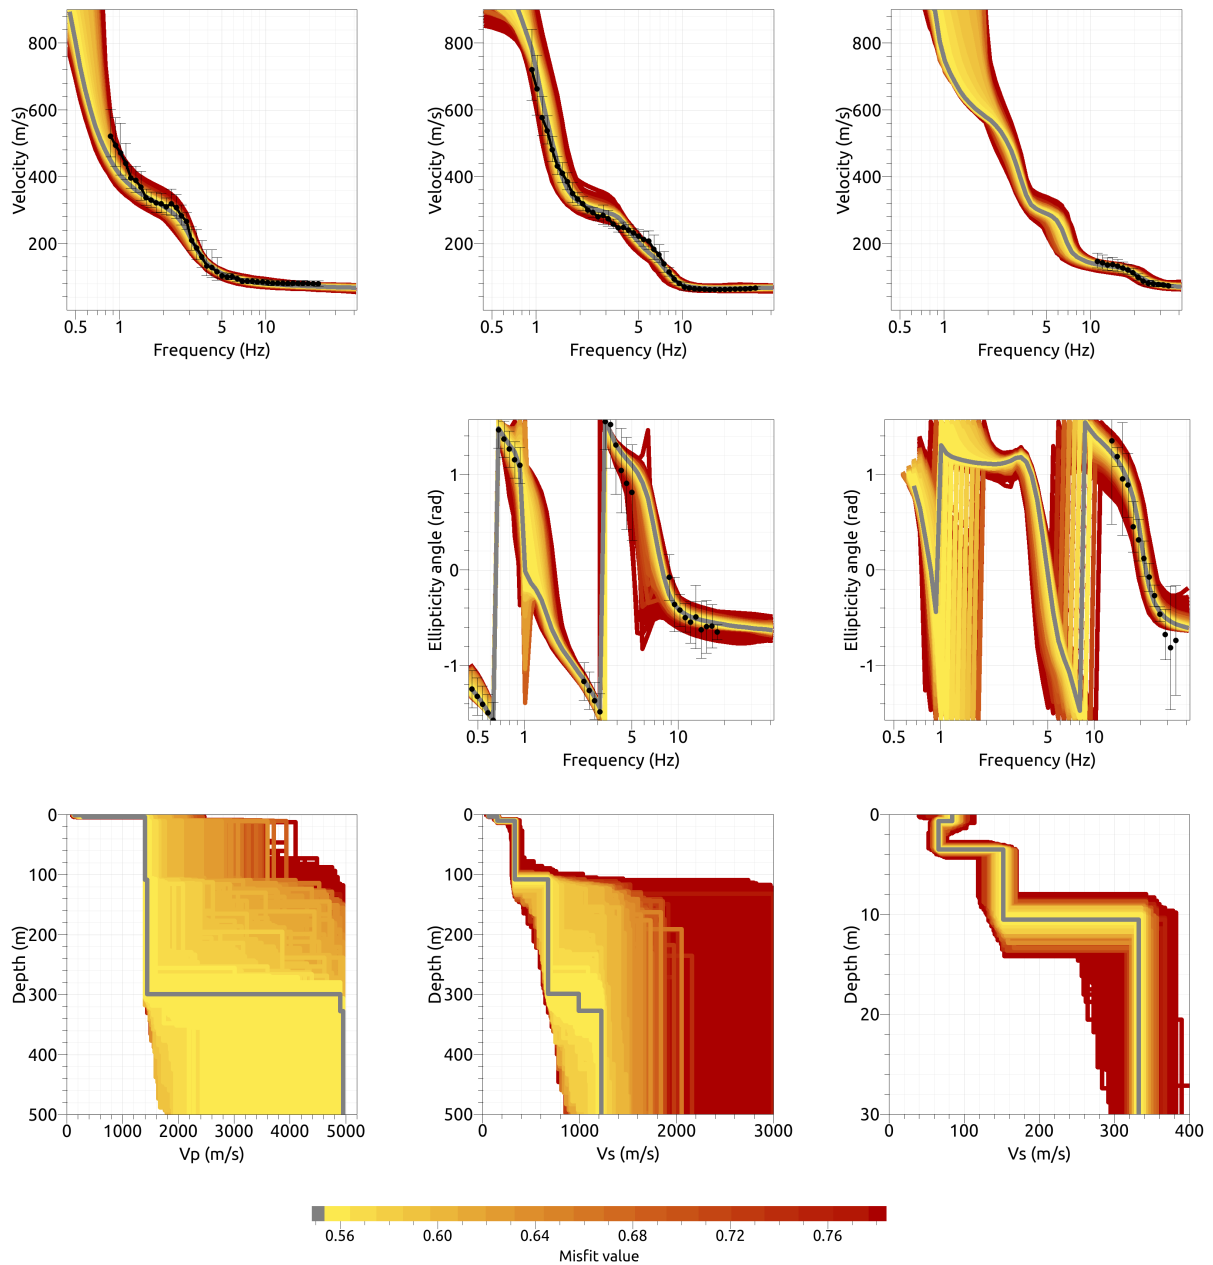 800
600
400
200
Velocity (m/s)
0.5 1 5 10
Frequency (Hz)
800
600
400
200
Velocity (m/s)
0.5 1 5 10
Frequency (Hz)
800
600
400
200
Velocity (m/s)
0.5 1 5 10
Frequency (Hz)
1
0
-1
Ellipticity angle (rad)
0.5 1 5 10
Frequency (Hz)
1
0
-1
Ellipticity angle (rad)
0.5 1 5 10
Frequency (Hz)
0
100
200
300
400
500
Depth (m)
0 1000 2000 3000 4000 5000
Vp (m/s)
0
100
200
300
400
500
Depth (m)
0 1000 2000 3000
Vs (m/s)
0
10
20
30
Depth (m)
0 100 200 300 400
Vs (m/s)
0.56 0.60 0.64 0.68 0.72 0.76
Misfit value